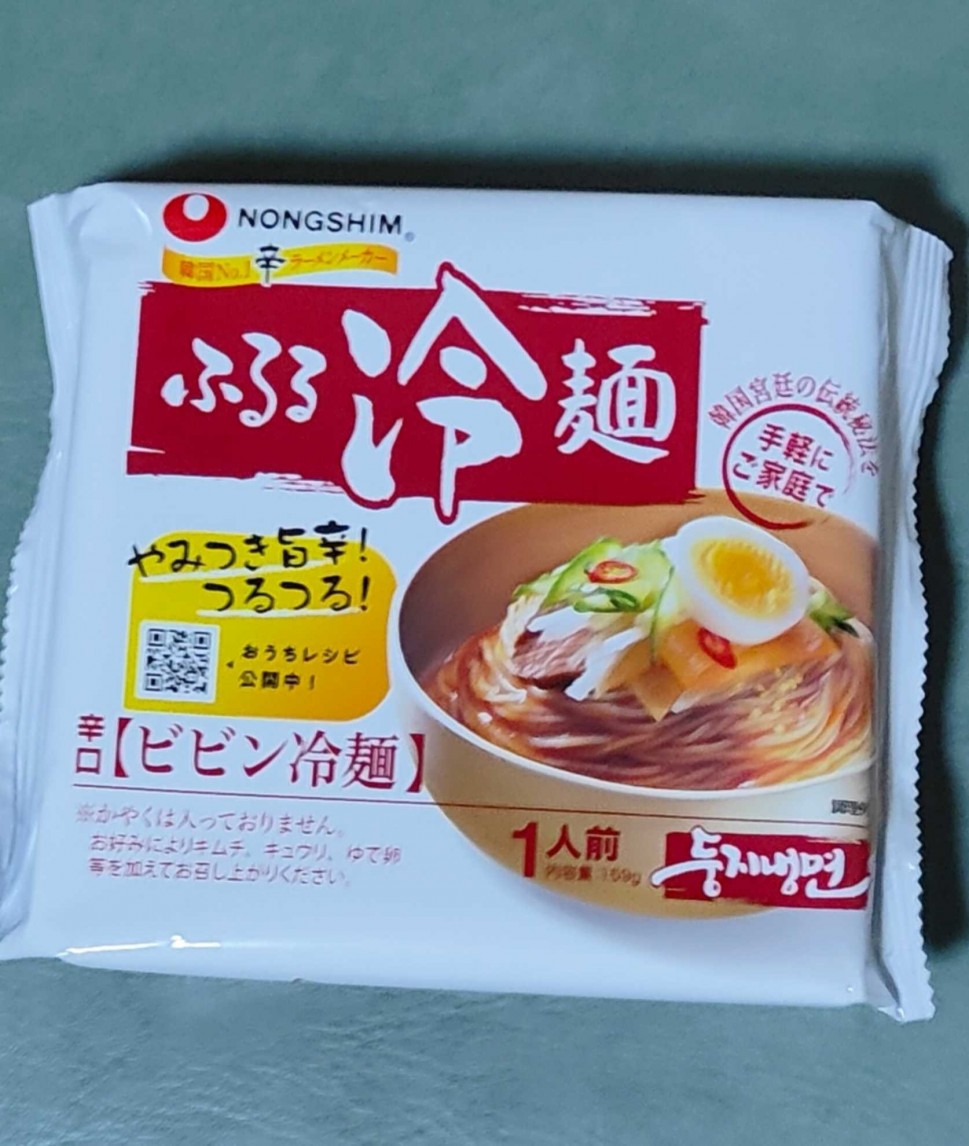 NONGSHIM®
韓国No.1 辛 ラーメンメーカー
ふるる 冷麺
韓国宮廷の伝統秘法を
手軽に
ご家庭で
やみつき旨辛!
つるつる!
おうちレシピ
公開中!
辛口【ビビン冷麺】
※かやくは入っておりません。
お好みによりキムチ、キュウリ、ゆで卵
等を加えてお召し上がりください。
1人前
内容量 159g
둥지냉면